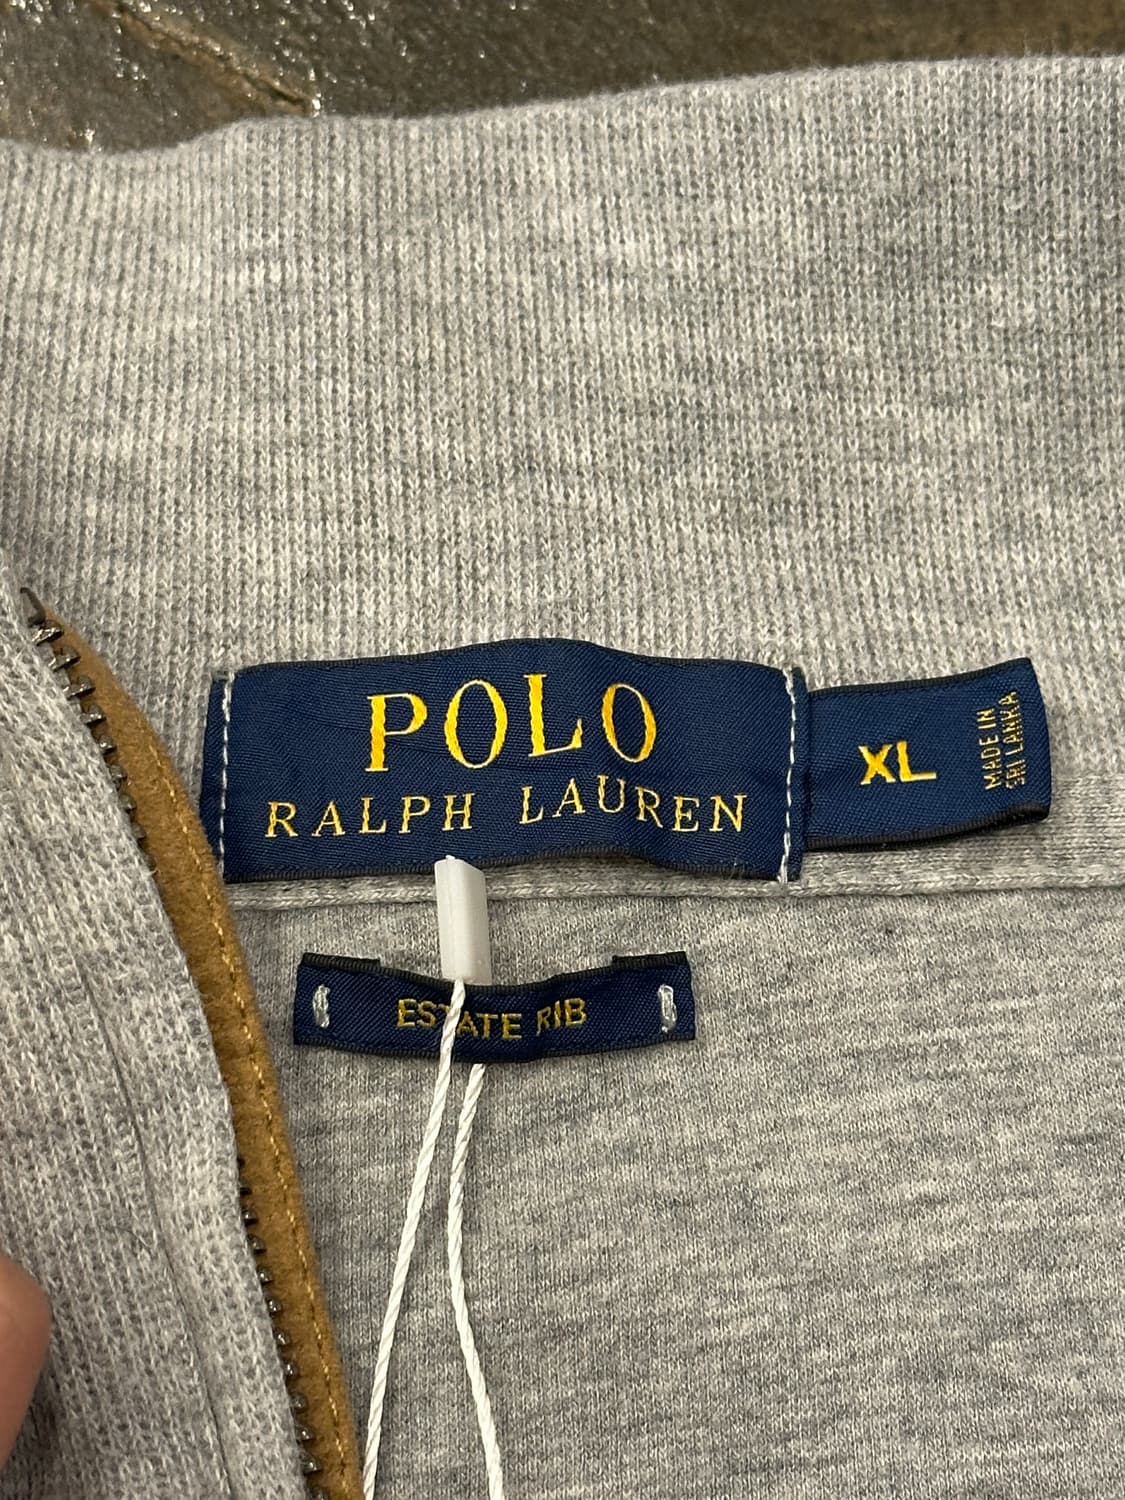 POLO
RALPH LAUREN
XL
MADE IN
SRI LANKA
ESTATE RIB